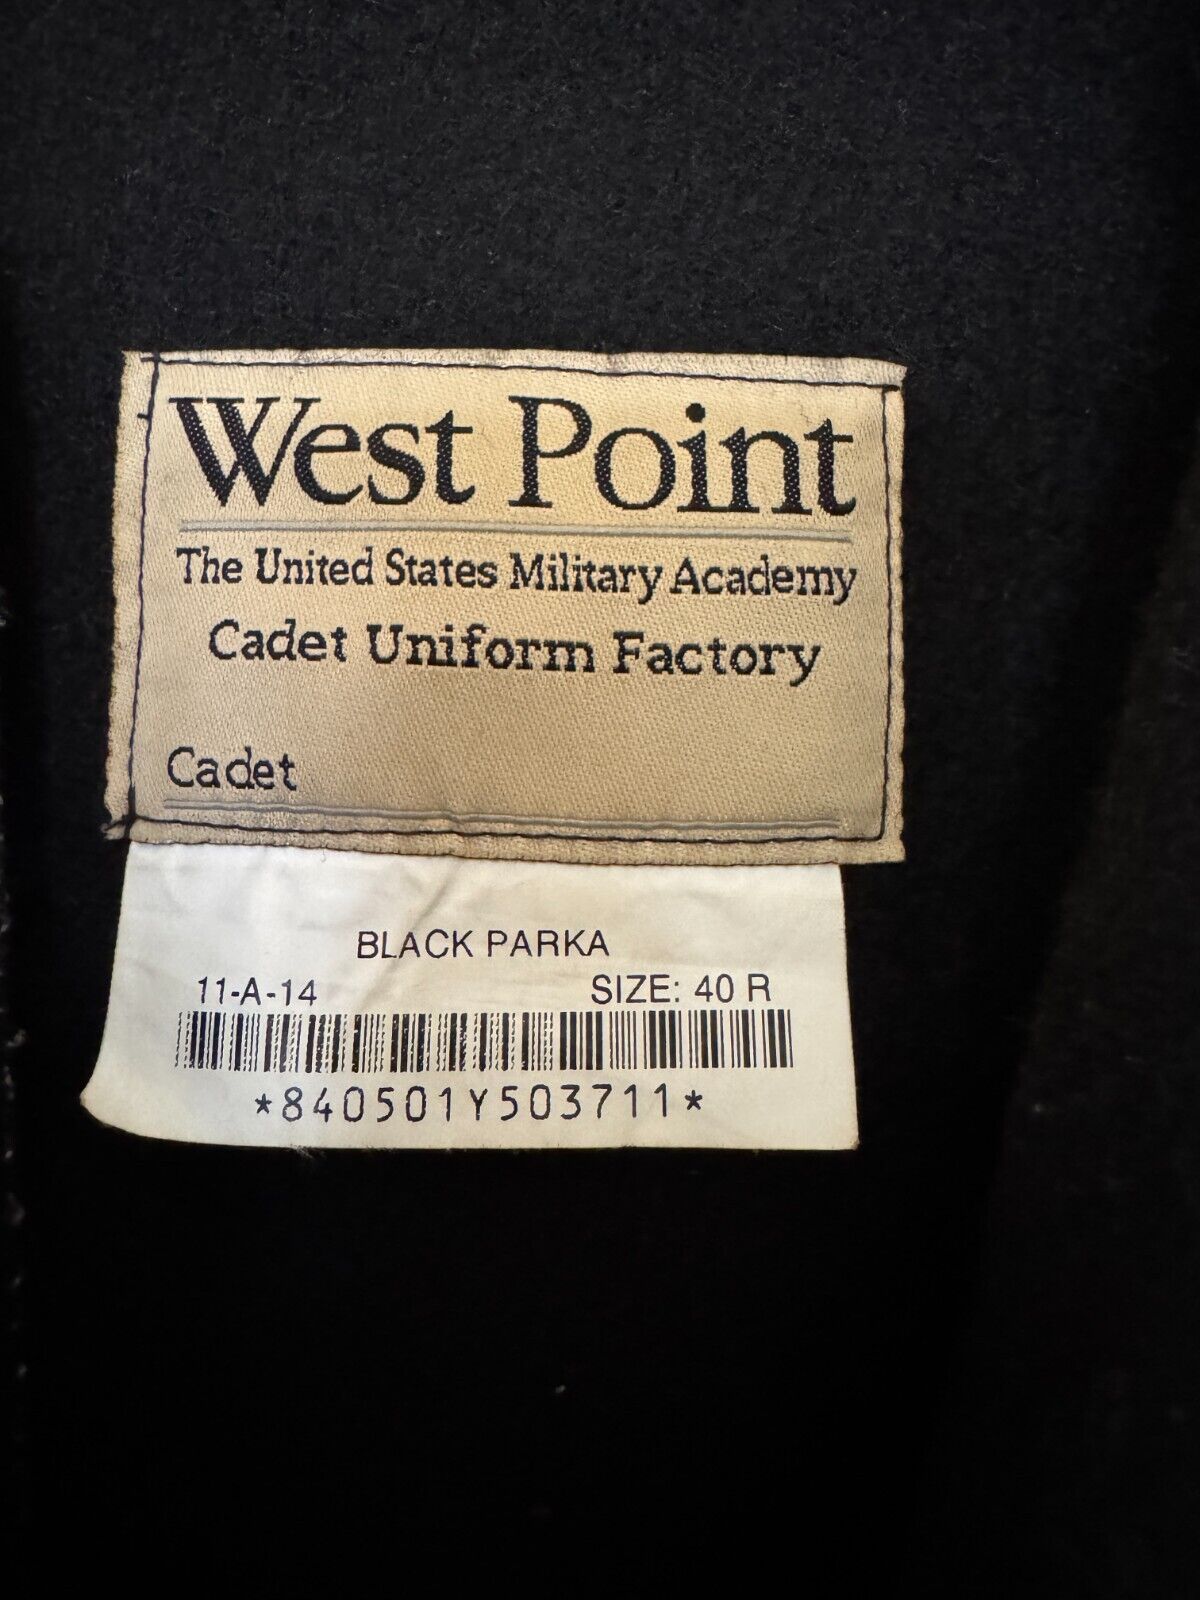 West Point
The United States Military Academy
Cadet Uniform Factory
Cadet
BLACK PARKA
11-A-14 SIZE: 40 R
*840501Y503711*